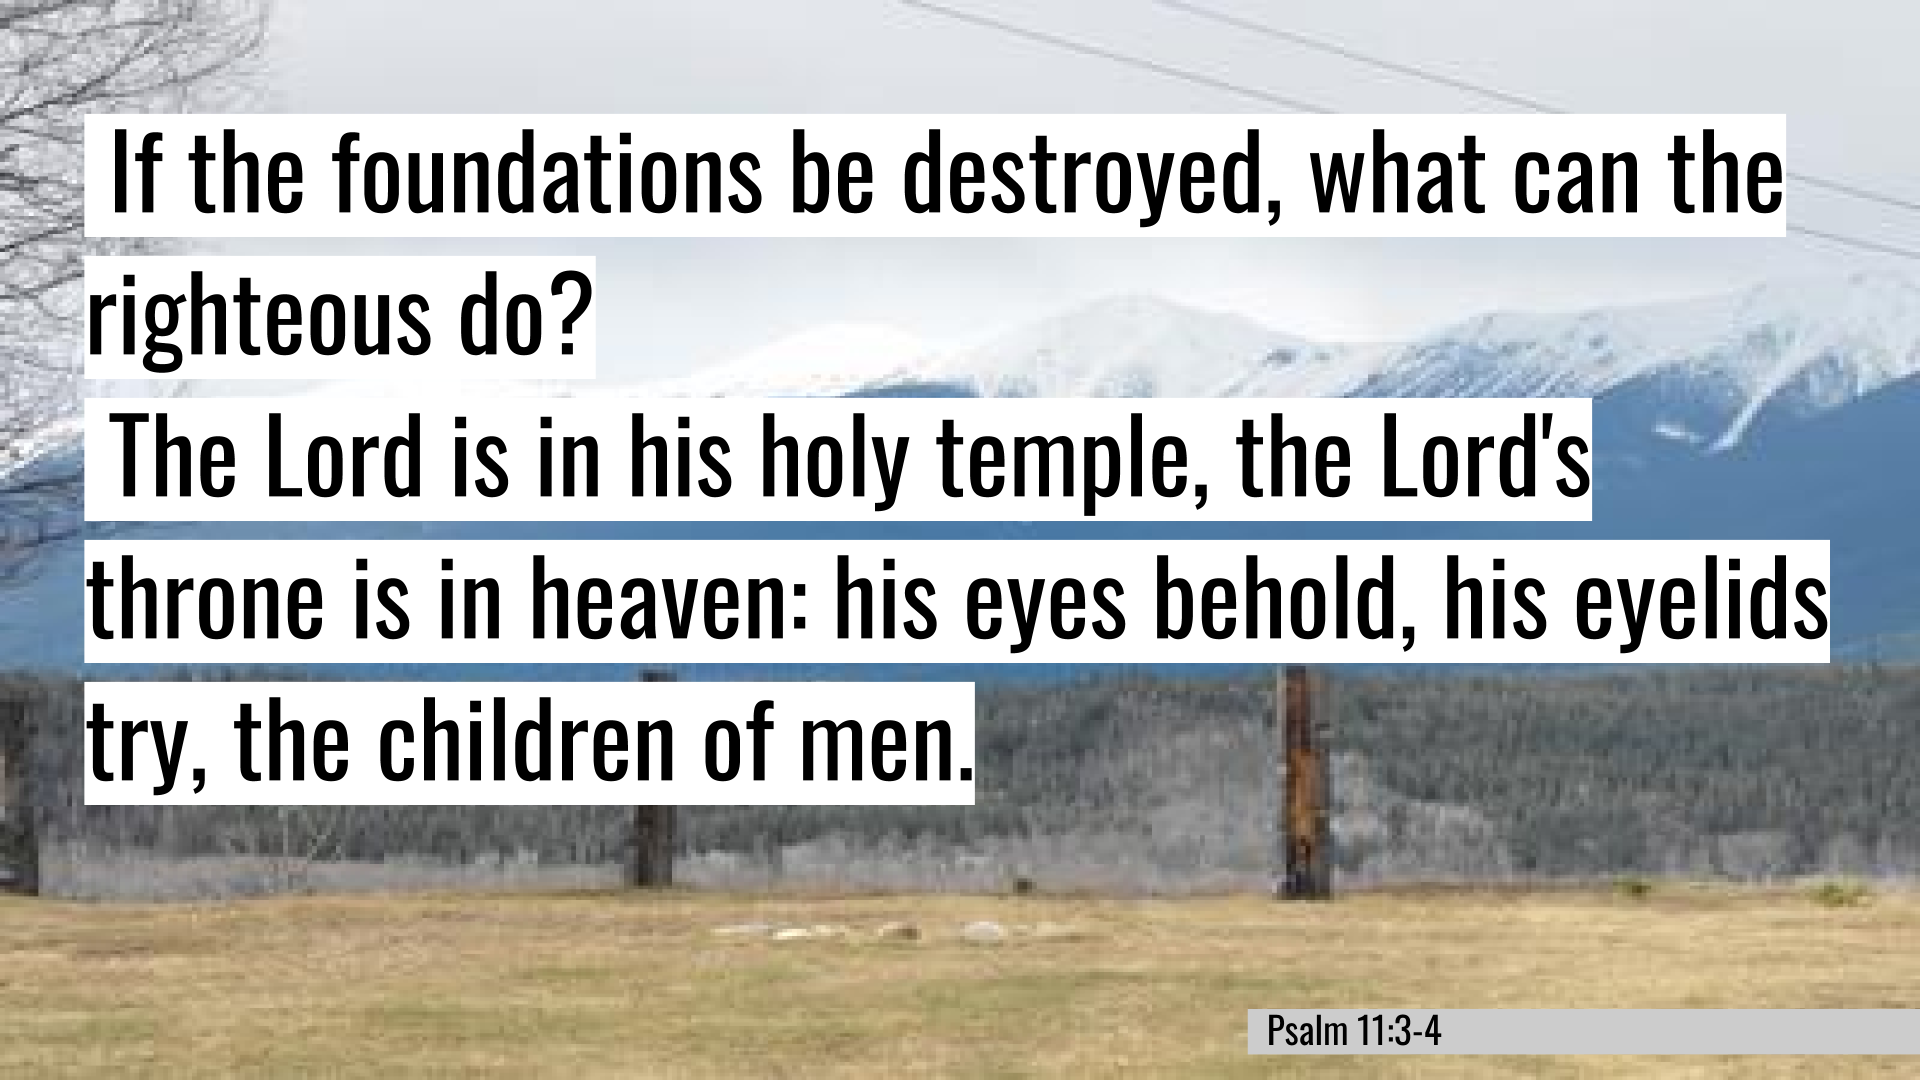 If the foundations be destroyed, what can the
righteous do?
The Lord is in his holy temple, the Lord's
throne is in heaven: his eyes behold, his eyelids
try, the children of men.
Psalm 11:3-4